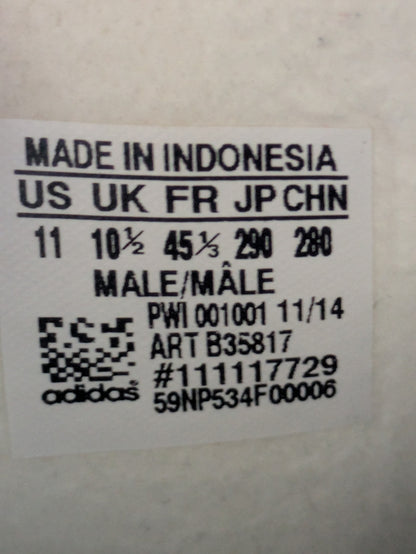 MADE IN INDONESIA
US UK FR JP CHN
11 10½ 45⅓ 290 280
MALE/MÂLE
PWI 001001 11/14
ART B35817
#111117729
adidas® 59NP534F00006